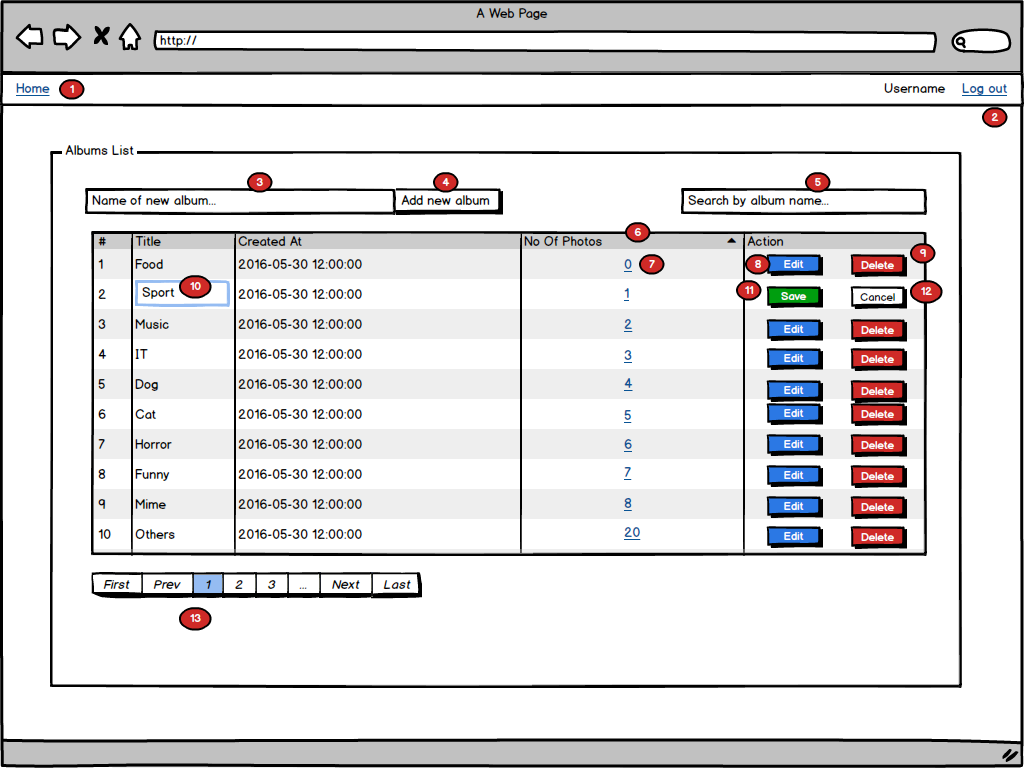 A Web Page
http://
Home 1 Username Log out
2
Albums List
3 4 5
Name of new album... Add new album Search by album name...
6
# Title Created At No Of Photos Action
1 Food 2016-05-30 12:00:00 0 7 8 Edit Delete 9
2 Sport 10 2016-05-30 12:00:00 1 11 Save Cancel 12
3 Music 2016-05-30 12:00:00 2 Edit Delete
4 IT 2016-05-30 12:00:00 3 Edit Delete
5 Dog 2016-05-30 12:00:00 4 Edit Delete
6 Cat 2016-05-30 12:00:00 5 Edit Delete
7 Horror 2016-05-30 12:00:00 6 Edit Delete
8 Funny 2016-05-30 12:00:00 7 Edit Delete
9 Mime 2016-05-30 12:00:00 8 Edit Delete
10 Others 2016-05-30 12:00:00 20 Edit Delete
First Prev 1 2 3 ... Next Last
13